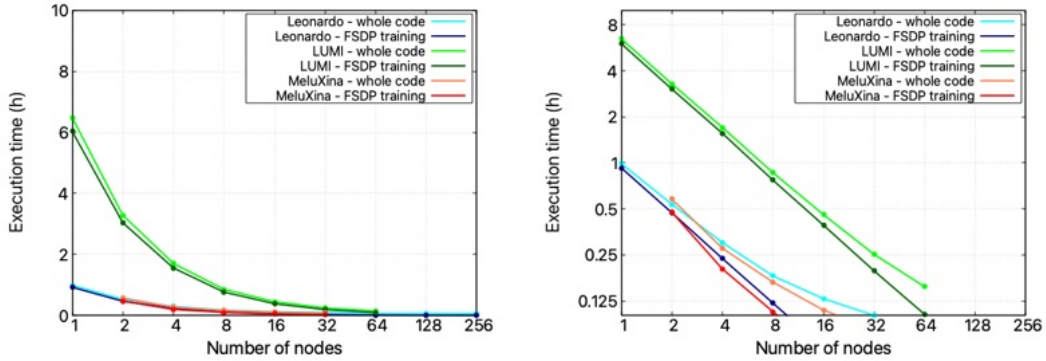 10
8
6
4
2
0
Execution time (h)
Leonardo - whole code
Leonardo - FSDP training
LUMI - whole code
LUMI - FSDP training
MeluXina - whole code
MeluXina - FSDP training
1 2 4 8 16 32 64 128 256
Number of nodes
8
4
2
1
0.5
0.25
0.125
Execution time (h)
Leonardo - whole code
Leonardo - FSDP training
LUMI - whole code
LUMI - FSDP training
MeluXina - whole code
MeluXina - FSDP training
1 2 4 8 16 32 64 128 256
Number of nodes